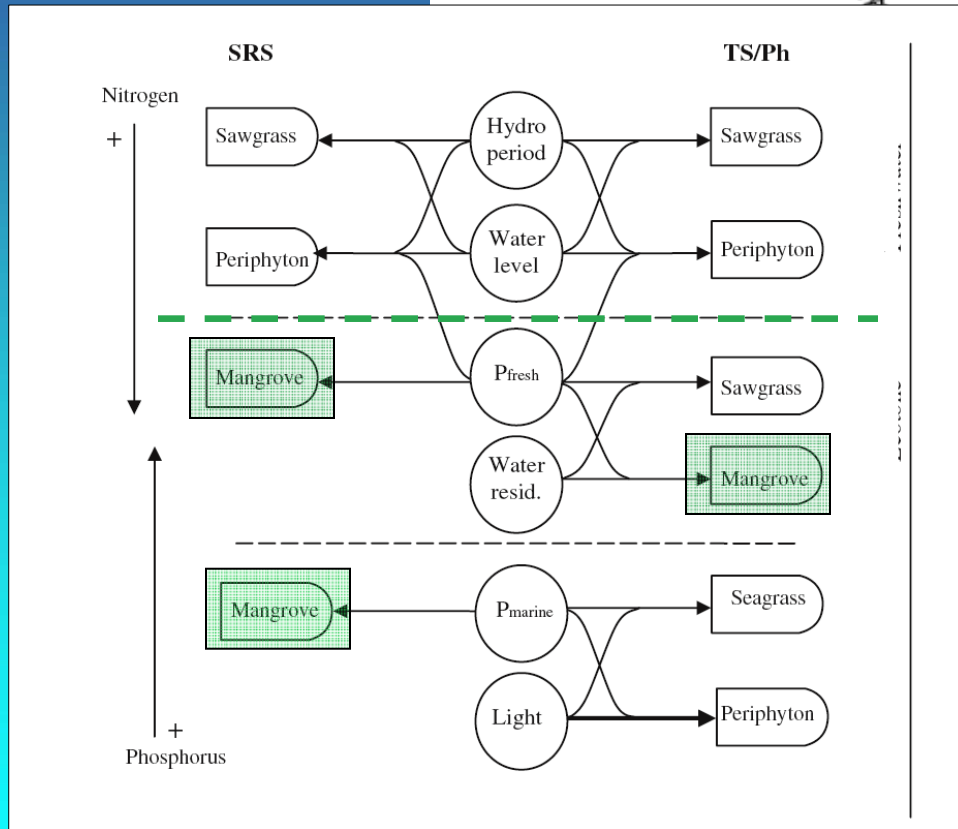 SRS
TS/Ph
Nitrogen
+
Sawgrass
Hydro
period
Sawgrass
Periphyton
Water
level
Periphyton
Mangrove
Pfresh
Sawgrass
Water
resid.
Mangrove
Mangrove
Pmarine
Seagrass
Light
Periphyton
+
Phosphorus